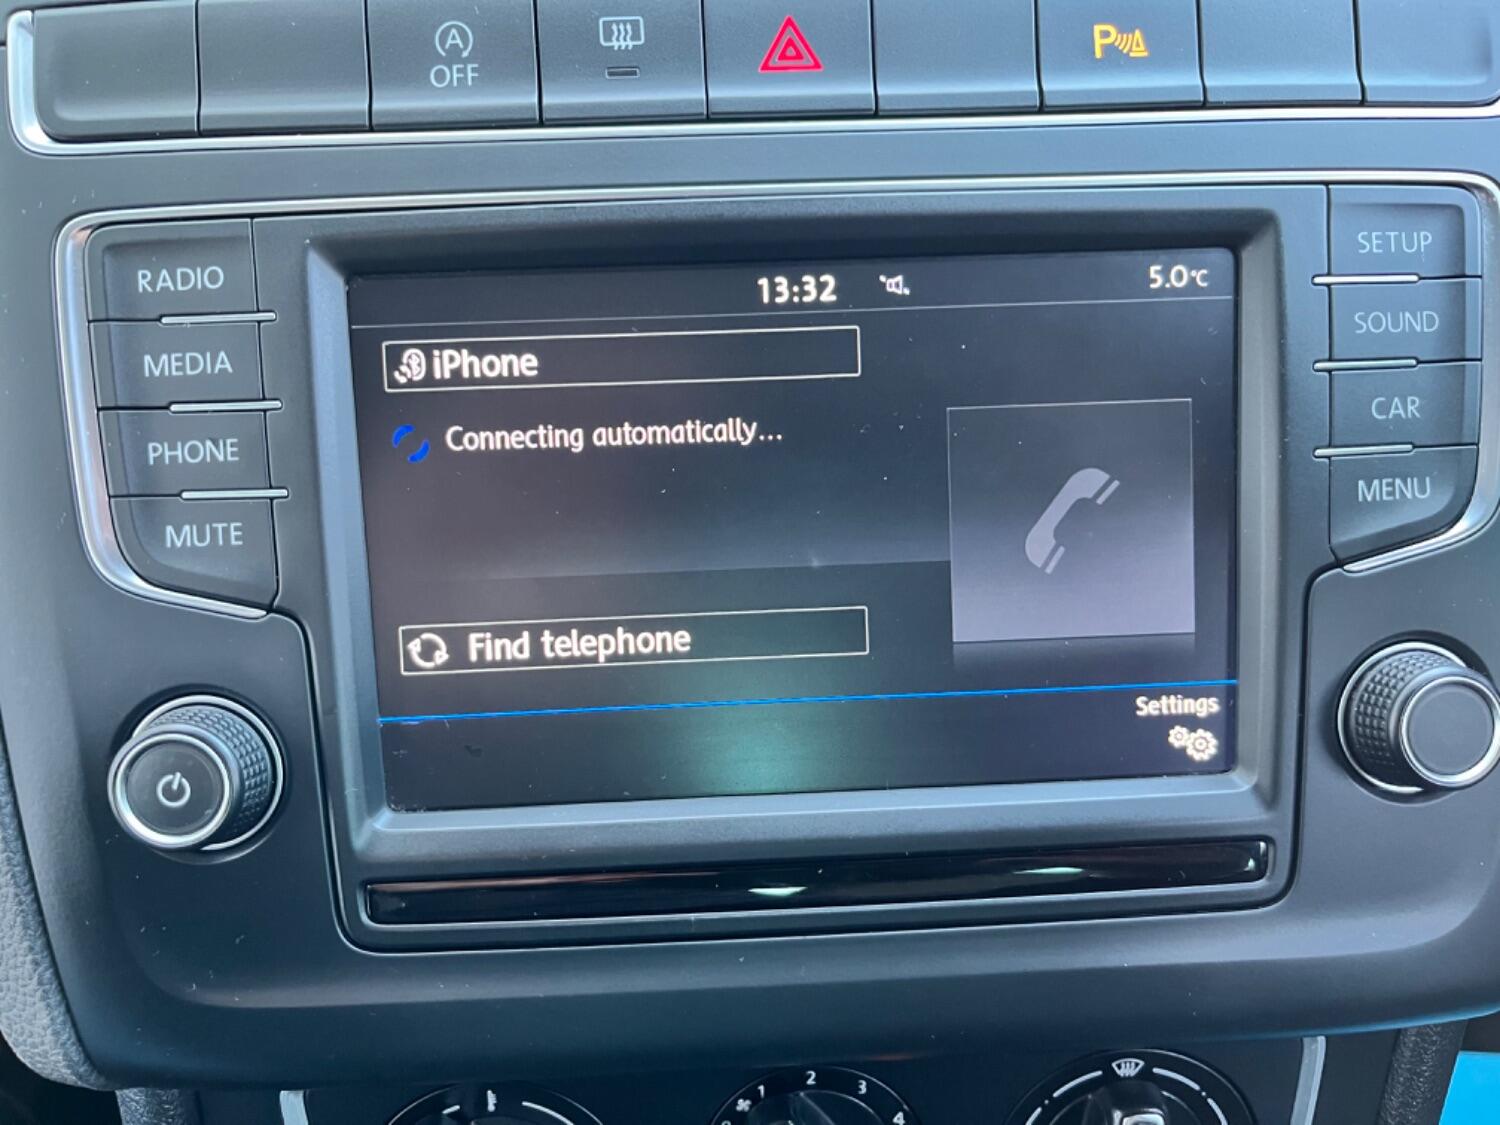 A
OFF
P
RADIO
MEDIA
PHONE
MUTE
SETUP
SOUND
CAR
MENU
13:32
5.0°C
iPhone
Connecting automatically...
Find telephone
Settings
1 2 3 4